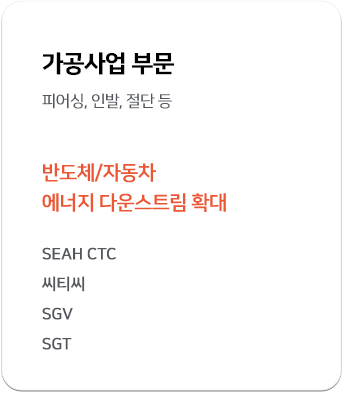 가공사업 부문
피어싱, 인발, 절단 등
반도체/자동차
에너지 다운스트림 확대
SEAH CTC
씨티씨
SGV
SGT